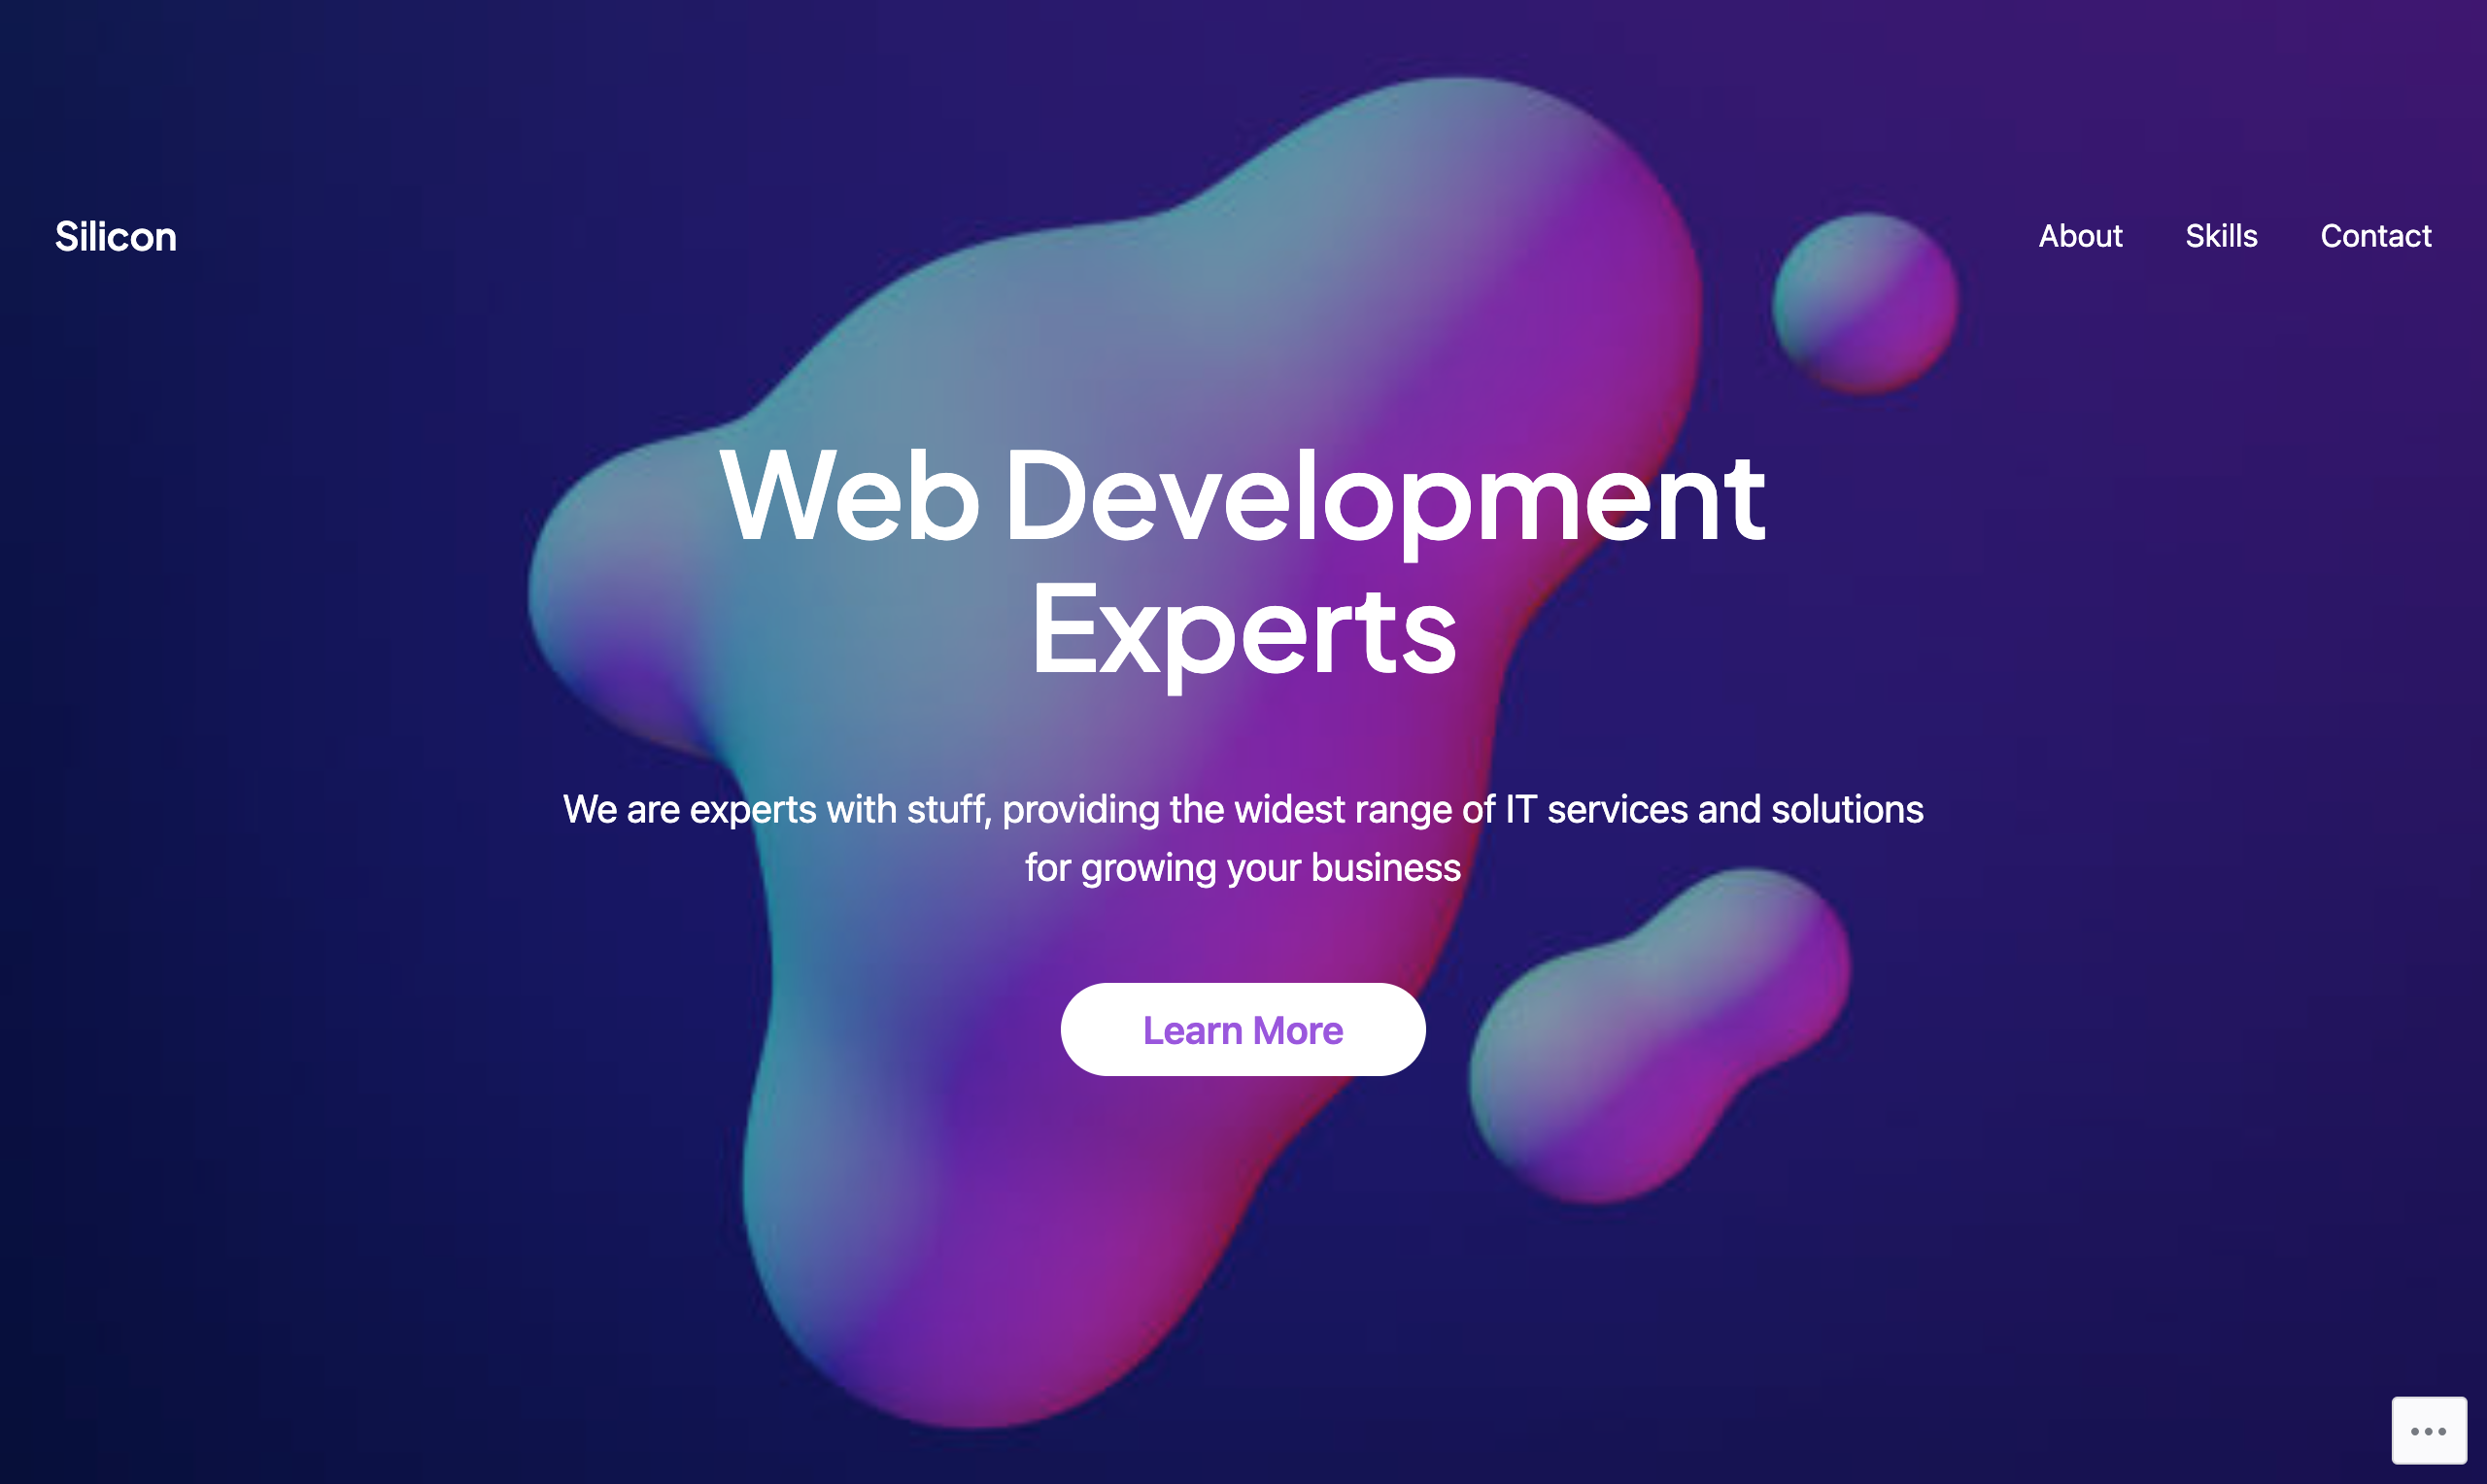 Silicon
About Skills Contact
Web Development
Experts
We are experts with stuff, providing the widest range of IT services and solutions
for growing your business
Learn More